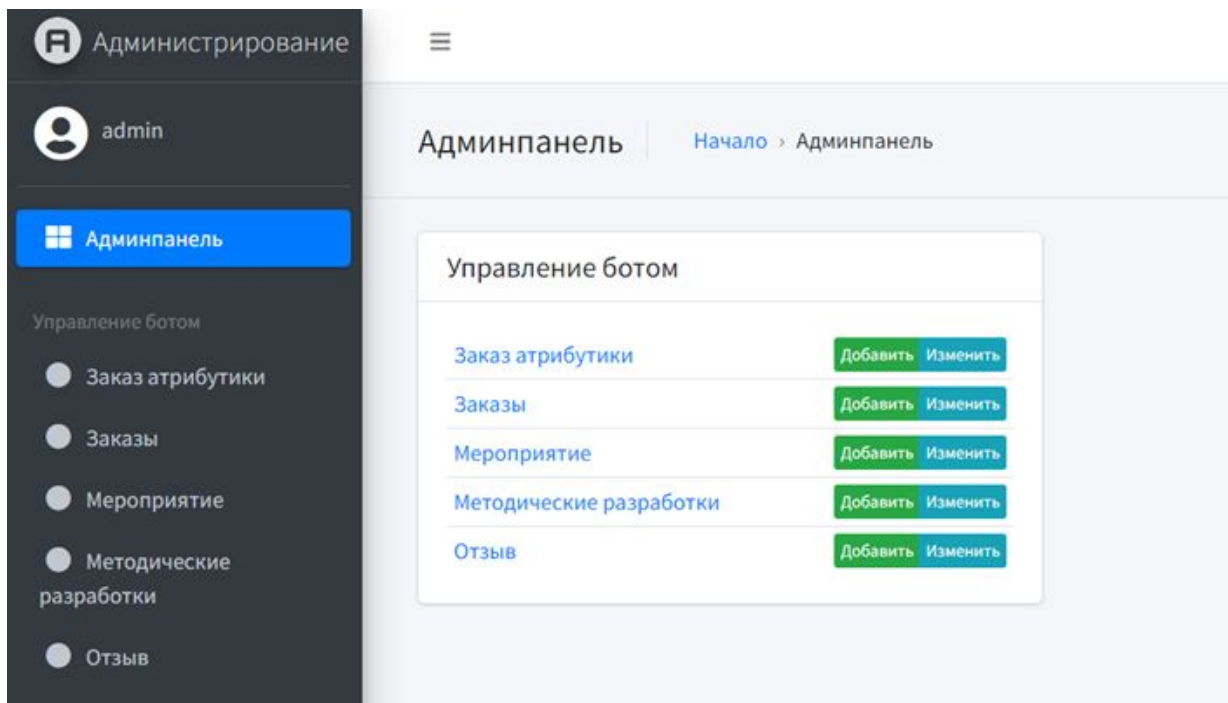 Администрирование
admin
Админпанель
Управление ботом
Заказ атрибутики
Заказы
Мероприятие
Методические
разработки
Отзыв
Админпанель
Начало › Админпанель
Управление ботом
Заказ атрибутики Добавить Изменить
Заказы Добавить Изменить
Мероприятие Добавить Изменить
Методические разработки Добавить Изменить
Отзыв Добавить Изменить